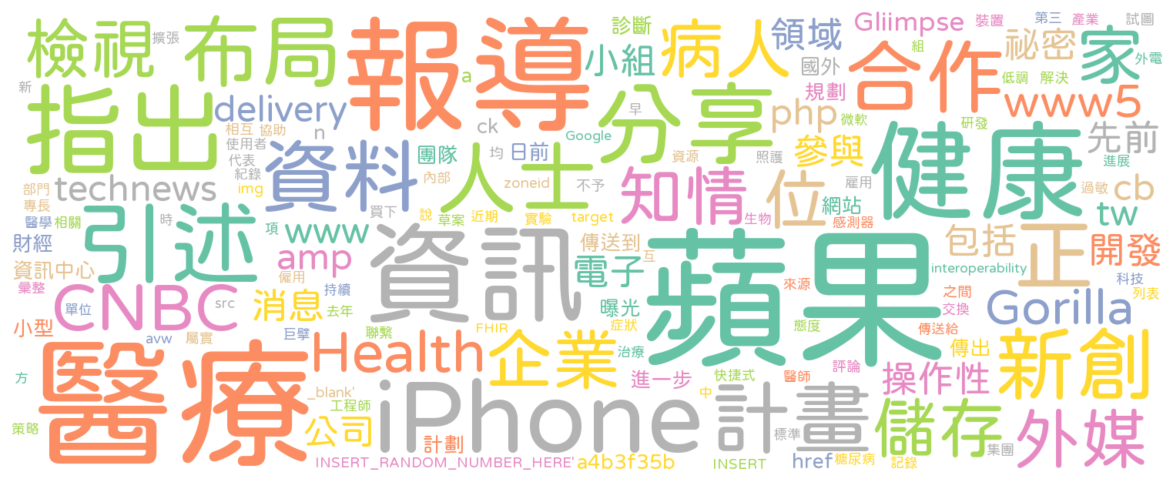 檢視 擴張 布局 報導 診斷 病人 領域 Gliimpse 裝置 第三 產業 試圖
小組 國外 合作 組 祕密 家 外電
新 指出 delivery a 分享 規劃 低調 解決 www5
相互 協助 n ck 早 php 微軟 研發 先前
使用者 代表 紀錄 資料 團隊 均 日前 Google 參與 健康 進展
部門 technews img 內部 人士 zoneid 不予 資源 照護 知情 位 雇用 過敏 cb
專長 買下 說 草案 近期 實驗 target 生物 網站 感測器 tw
醫學 相關 引述 時 項 www 資訊 傳送到 互 蘋果 包括 正 開發
財經 amp 電子 interoperability 科技
資訊中心 僱用 持續 來源 之間 列表
彙整 單位 CNBC src 消息 去年 曝光 交換 Gorilla
小型 avw 屬實 巨擘 聯繫 FHIR 症狀 態度 傳送給
方 醫療 Health 企業 治療 評論 傳出 新創
_blank' iPhone 進一步 快捷式 醫師 操作性
策略 工程師 公司 計劃 中 計畫 標準 儲存 外媒
INSERT_RANDOM_NUMBER_HERE' a4b3f35b INSERT href 糖尿病 記錄 集團